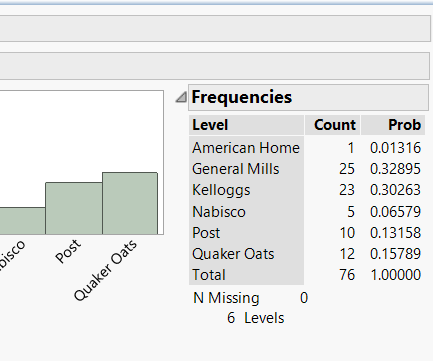 Frequencies
Level Count Prob
American Home 1 0.01316
General Mills 25 0.32895
Kelloggs 23 0.30263
Nabisco 5 0.06579
Post 10 0.13158
Quaker Oats 12 0.15789
Total 76 1.00000
N Missing 0
6 Levels
Post
Quaker Oats